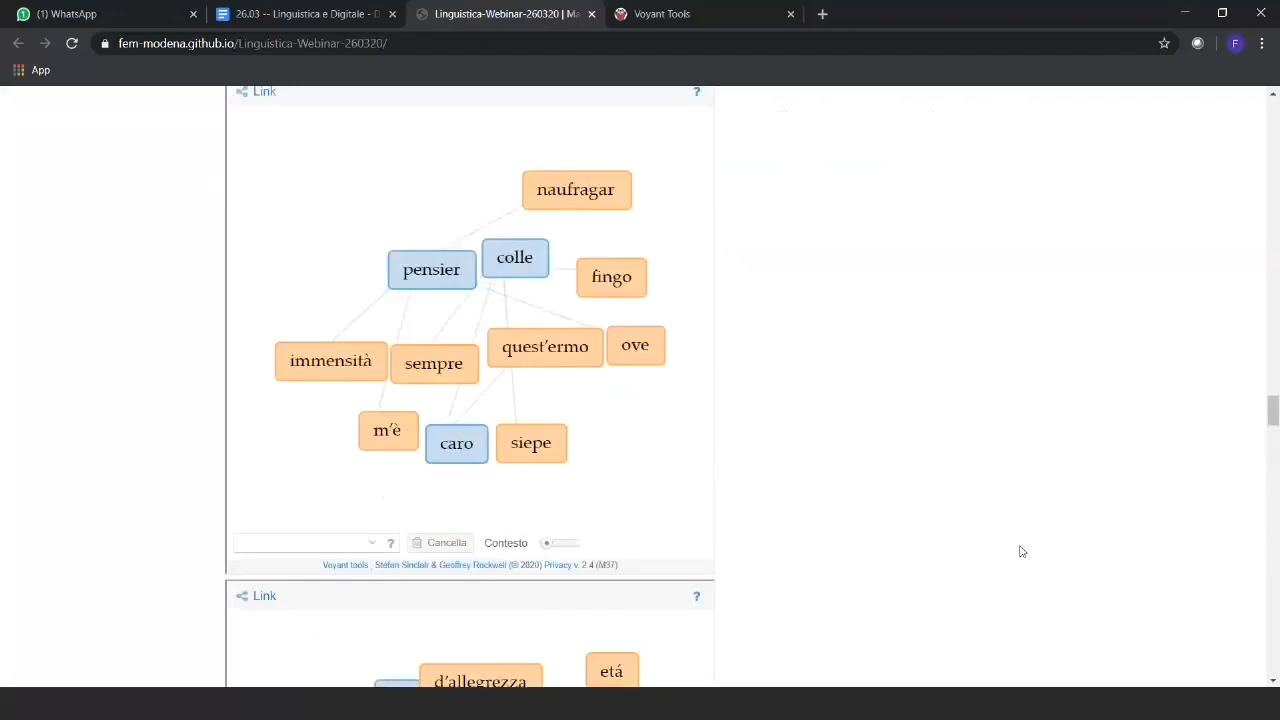 (1) WhatsApp
26.03 -- Linguistica e Digitale - D
Linguistica-Webinar-260320 | Ma
Voyant Tools
fem-modena.github.io/Linguistica-Webinar-260320/
F
App
Link ?
naufragar
colle
pensier
fingo
ove
quest'ermo
immensità
sempre
m'è
caro
siepe
? Cancella Contesto
Voyant tools , Stéfan Sinclair & Geoffrey Rockwell (© 2020) Privacy v. 2.4 (M37)
Link ?
etá
d'allegrezza